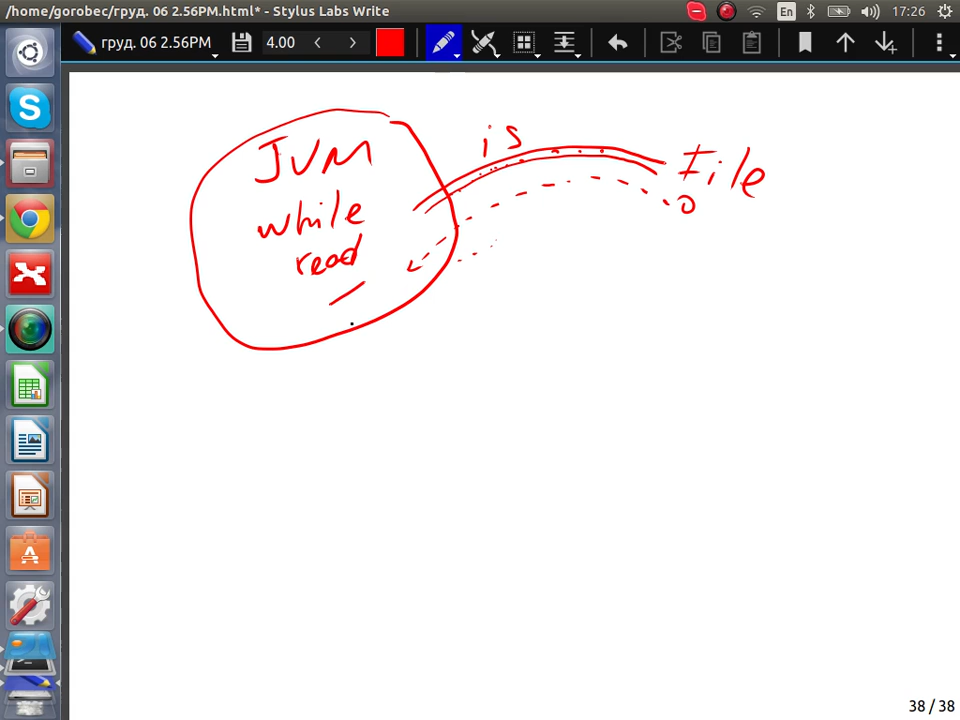 /home/gorobec/груд. 06 2.56PM.html* - Stylus Labs Write
En
17:26
груд. 06 2.56PM
4.00
JVM
while
read
is
File
38 / 38